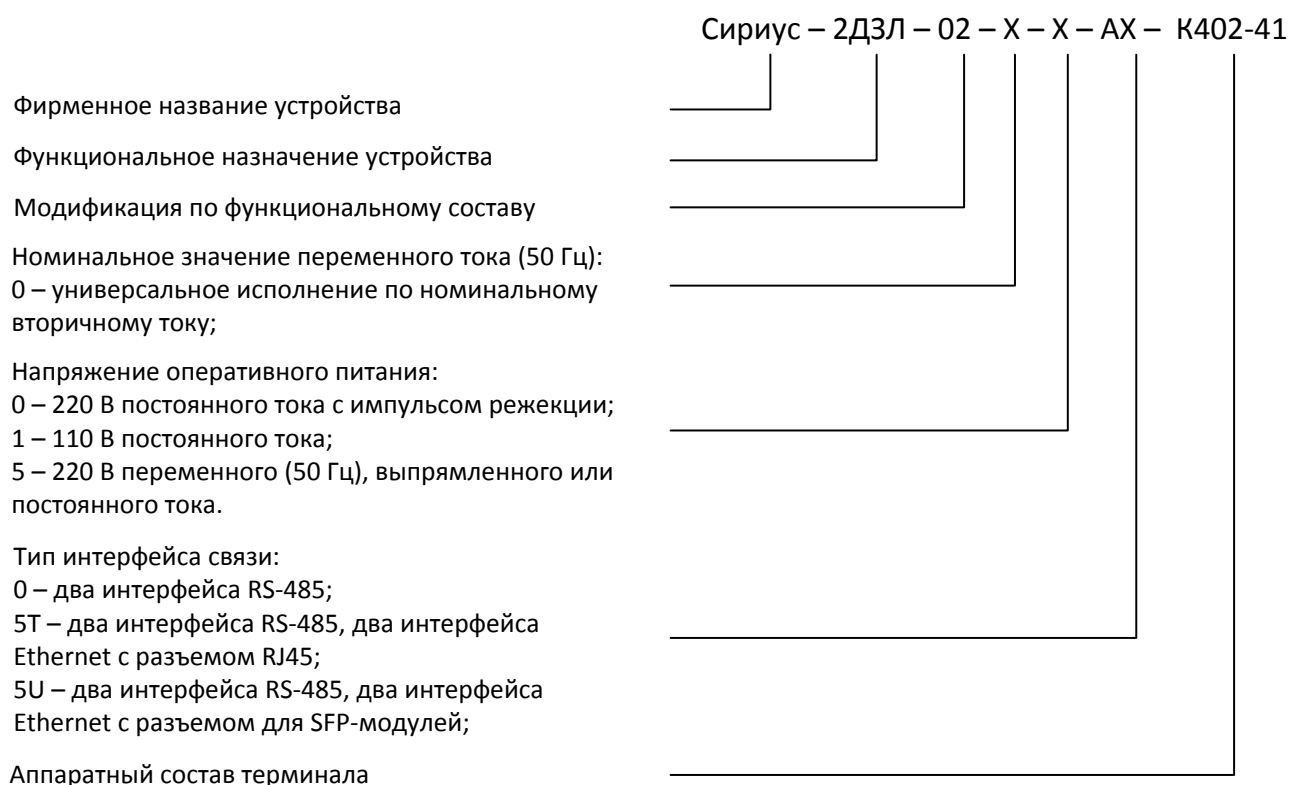 Сириус – 2ДЗЛ – 02 – Х – Х – АХ – К402-41
Фирменное название устройства
Функциональное назначение устройства
Модификация по функциональному составу
Номинальное значение переменного тока (50 Гц):
0 – универсальное исполнение по номинальному
вторичному току;
Напряжение оперативного питания:
0 – 220 В постоянного тока с импульсом режекции;
1 – 110 В постоянного тока;
5 – 220 В переменного (50 Гц), выпрямленного или
постоянного тока.
Тип интерфейса связи:
0 – два интерфейса RS-485;
5T – два интерфейса RS-485, два интерфейса
Ethernet с разъемом RJ45;
5U – два интерфейса RS-485, два интерфейса
Ethernet с разъемом для SFP-модулей;
Аппаратный состав терминала